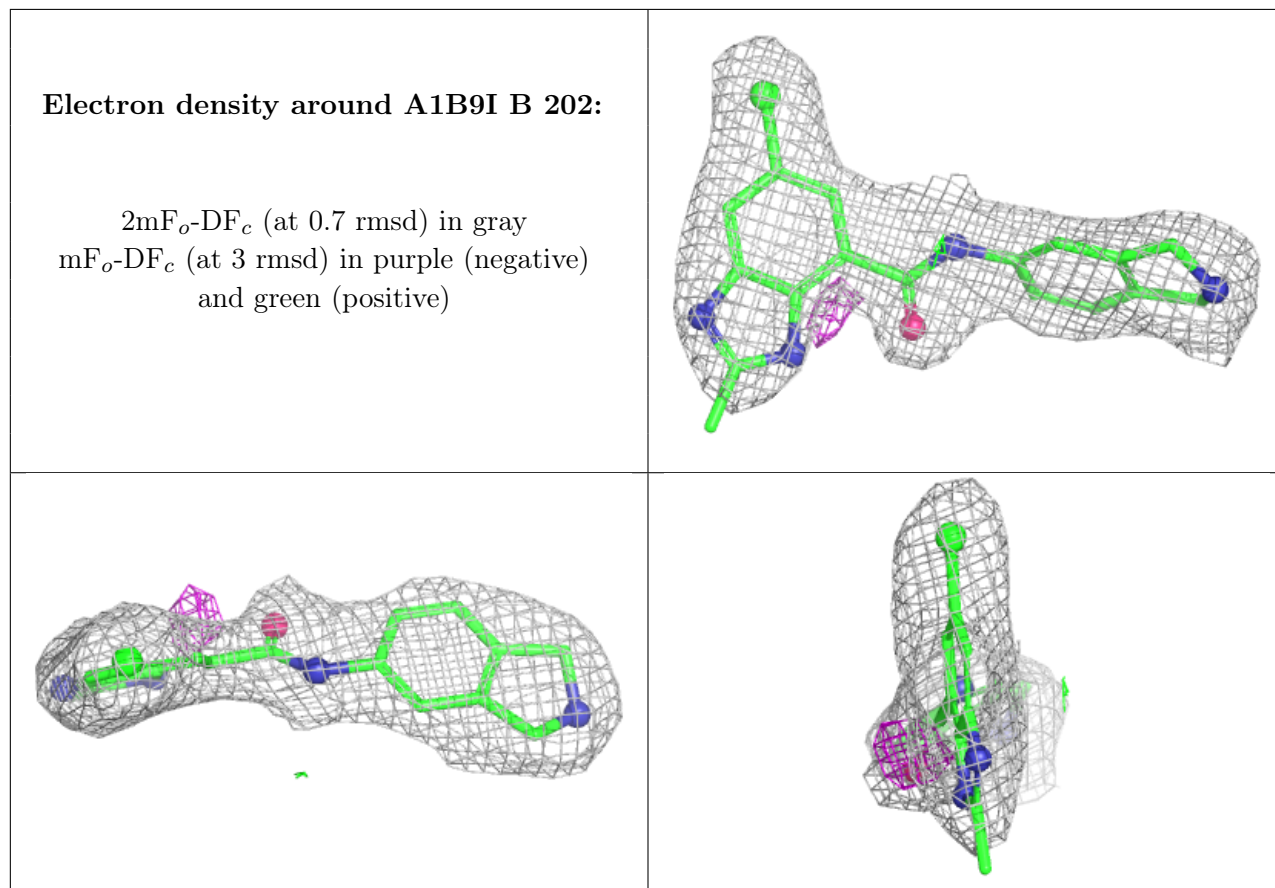 Electron density around A1B9I B 202:
2mFo-DFc (at 0.7 rmsd) in gray
mFo-DFc (at 3 rmsd) in purple (negative)
and green (positive)